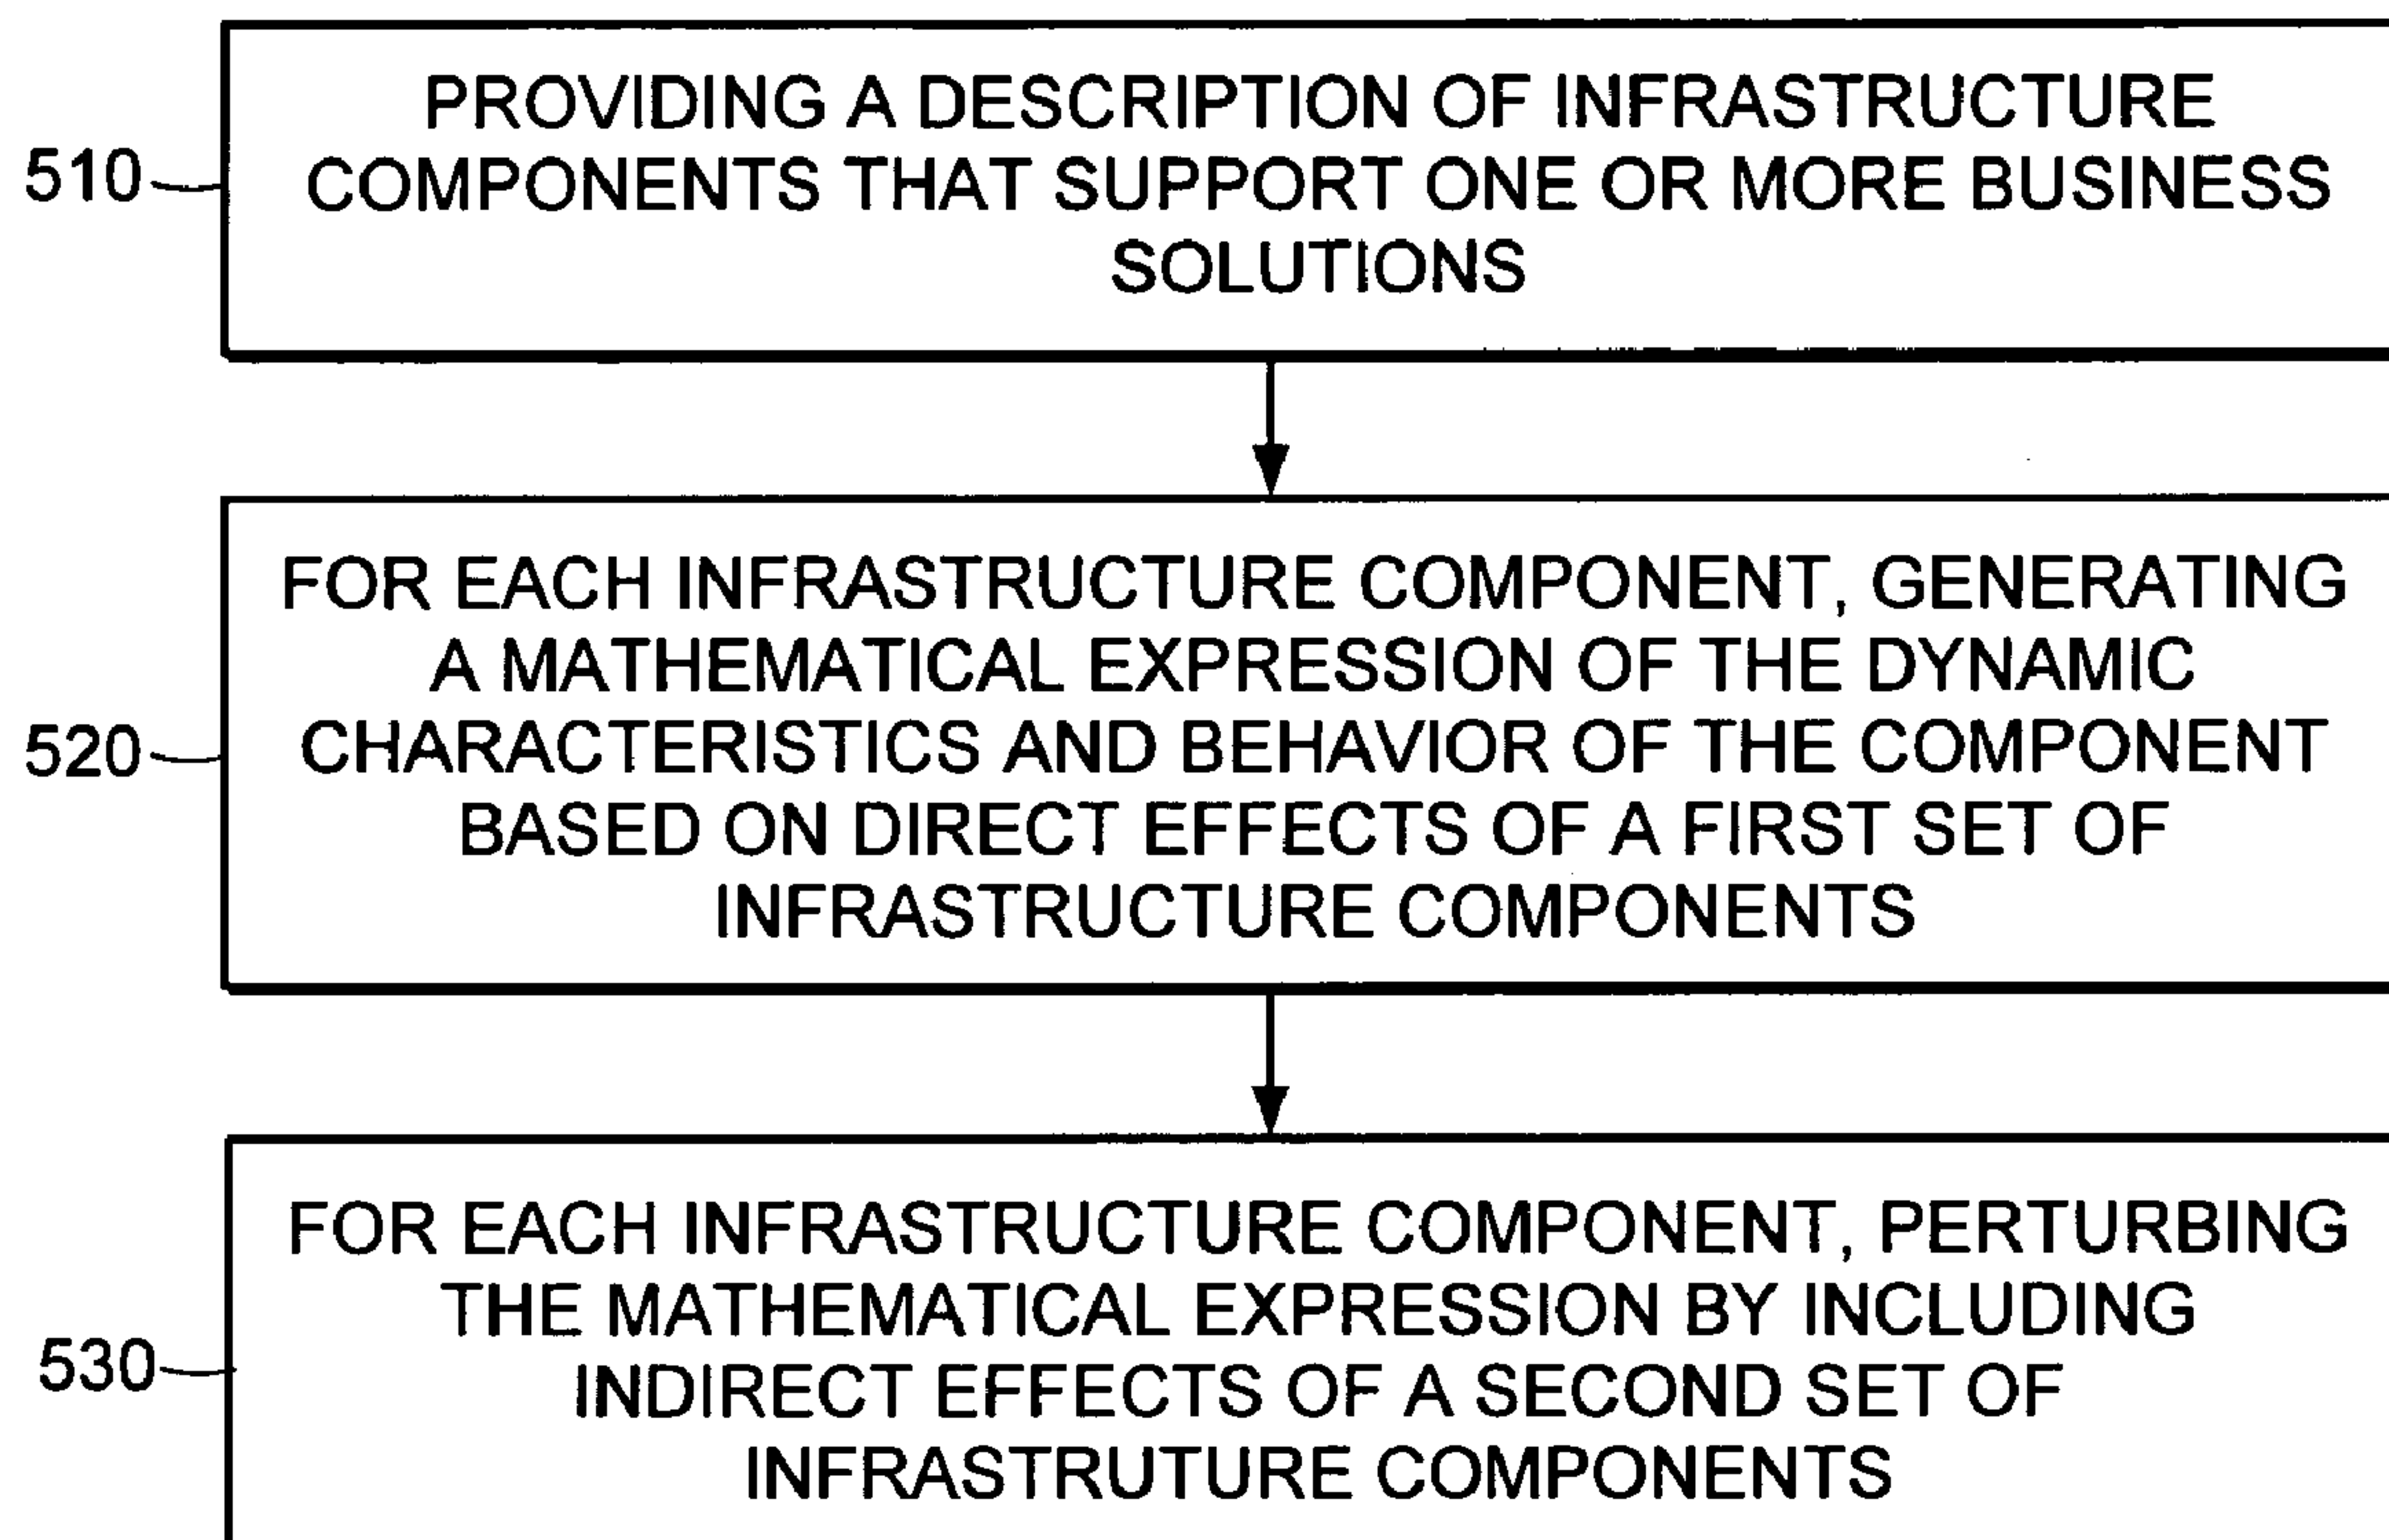 PROVIDING A DESCRIPTION OF INFRASTRUCTURE
510
COMPONENTS THAT SUPPORT ONE OR MORE BUSINESS
SOLUTIONS
FOR EACH INFRASTRUCTURE COMPONENT, GENERATING
A MATHEMATICAL EXPRESSION OF THE DYNAMIC
520
CHARACTERISTICS AND BEHAVIOR OF THE COMPONENT
BASED ON DIRECT EFFECTS OF A FIRST SET OF
INFRASTRUCTURE COMPONENTS
FOR EACH INFRASTRUCTURE COMPONENT, PERTURBING
THE MATHEMATICAL EXPRESSION BY INCLUDING
530
INDIRECT EFFECTS OF A SECOND SET OF
INFRASTRUTURE COMPONENTS